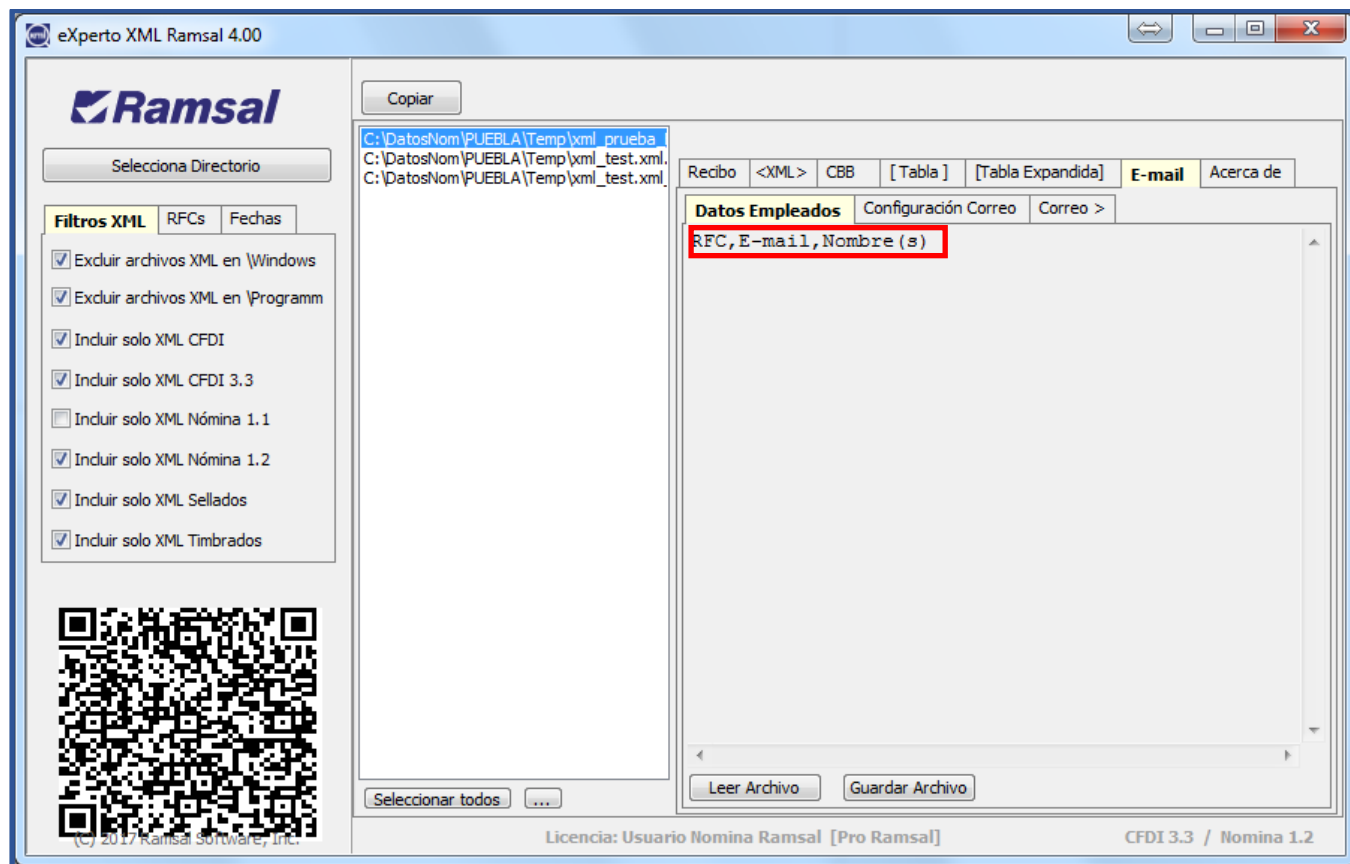 eXperto XML Ramsal 4.00
Ramsal
Selecciona Directorio
Filtros XML RFCs Fechas
Excluir archivos XML en \Windows
Excluir archivos XML en \Programm
Incluir solo XML CFDI
Incluir solo XML CFDI 3.3
Incluir solo XML Nómina 1.1
Incluir solo XML Nómina 1.2
Incluir solo XML Sellados
Incluir solo XML Timbrados
(C) 2017 Ramsal Software, Inc.
Copiar
C:\DatosNom\PUEBLA\Temp\xml_prueba_
C:\DatosNom\PUEBLA\Temp\xml_test.xml.
C:\DatosNom\PUEBLA\Temp\xml_test.xml_
Seleccionar todos ...
Recibo <XML> CBB [ Tabla ] [Tabla Expandida] E-mail Acerca de
Datos Empleados Configuración Correo Correo >
RFC,E-mail,Nombre(s)
Leer Archivo Guardar Archivo
Licencia: Usuario Nomina Ramsal [Pro Ramsal] CFDI 3.3 / Nomina 1.2